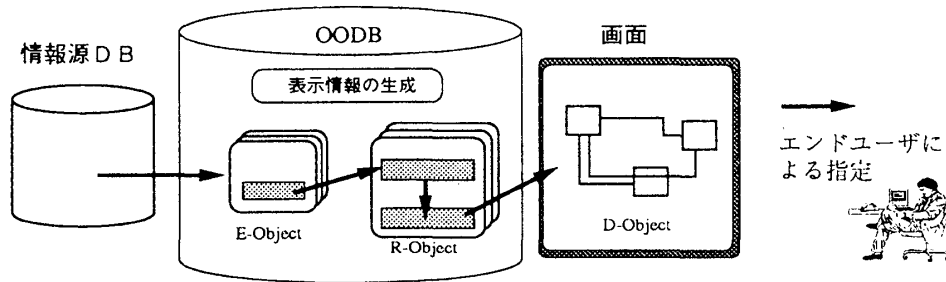 情報源DB
OODB
表示情報の生成
E-Object
R-Object
画面
D-Object
エンドユーザに
よる指定